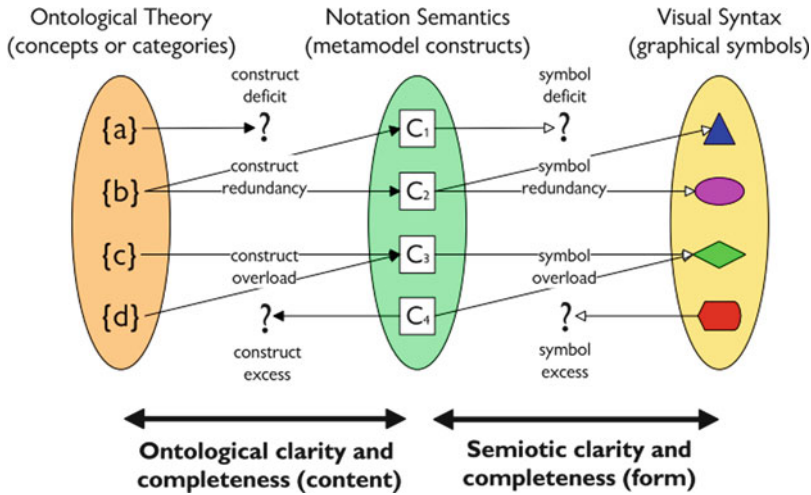 Ontological Theory
(concepts or categories)
Notation Semantics
(metamodel constructs)
Visual Syntax
(graphical symbols)
construct
deficit
symbol
deficit
{a}
?
C1
?
construct
redundancy
symbol
redundancy
{b}
C2
{c}
construct
overload
C3
symbol
overload
{d}
?
C4
?
construct
excess
symbol
excess
Ontological clarity and
completeness (content)
Semiotic clarity and
completeness (form)